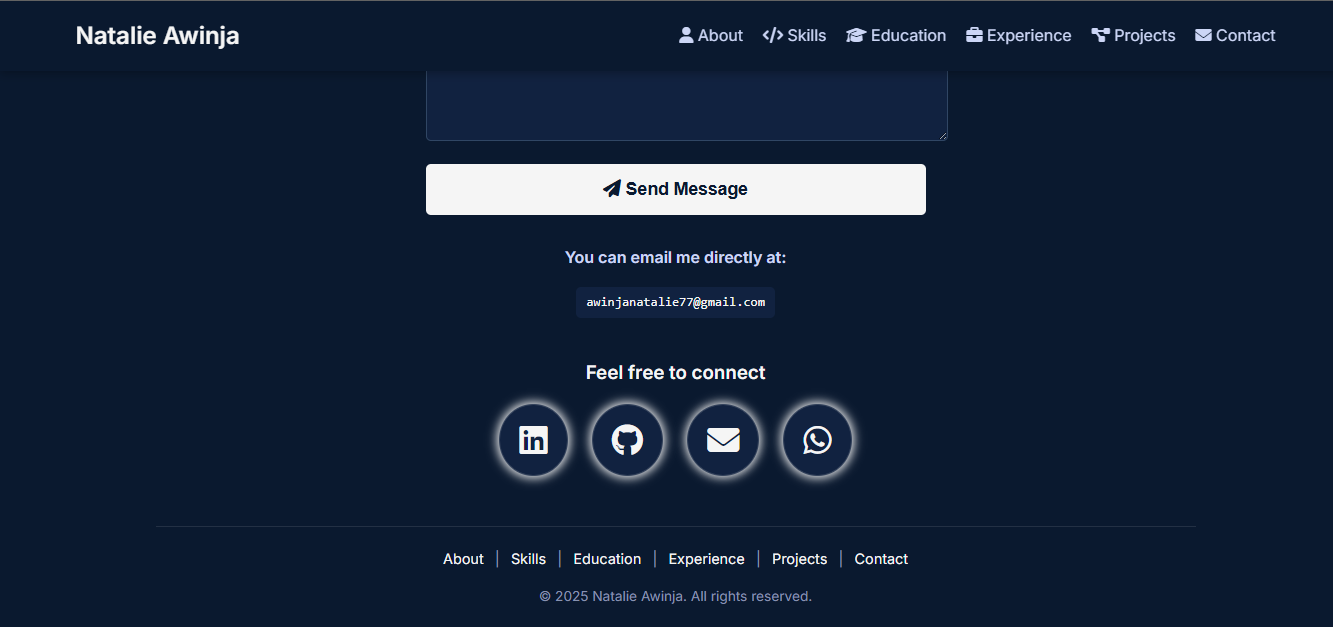 Natalie Awinja About Skills Education Experience Projects Contact
Send Message
You can email me directly at:
awinjanatalie77@gmail.com
Feel free to connect
in
About | Skills | Education | Experience | Projects | Contact
© 2025 Natalie Awinja. All rights reserved.